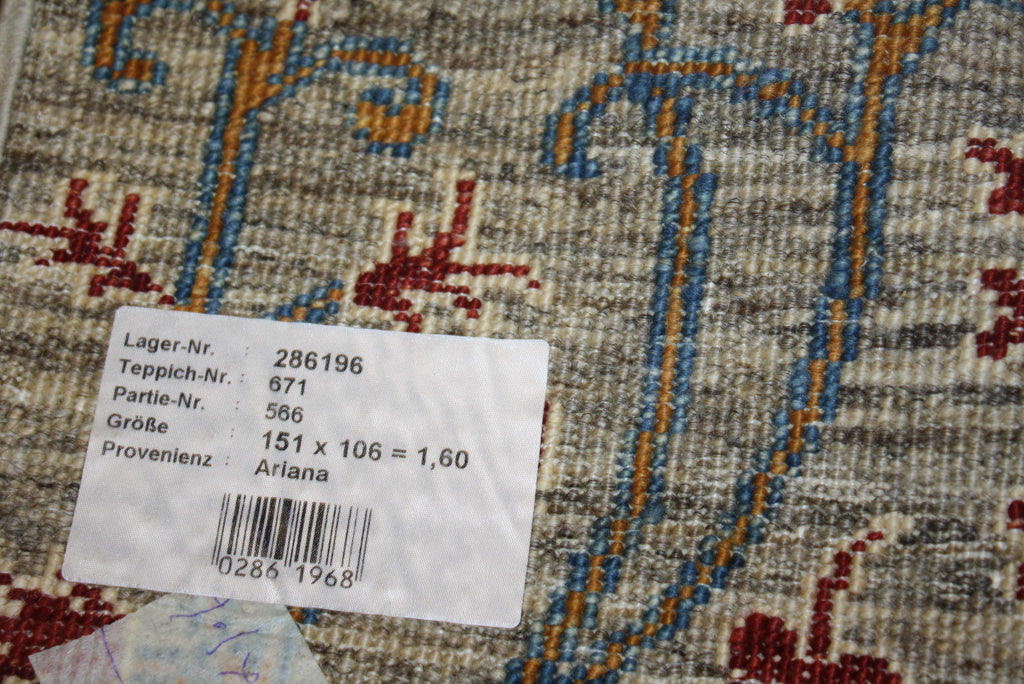 Lager-Nr. : 286196
Teppich-Nr. : 671
Partie-Nr. : 566
Größe : 151 x 106 = 1,60
Provenienz : Ariana
0286 1968